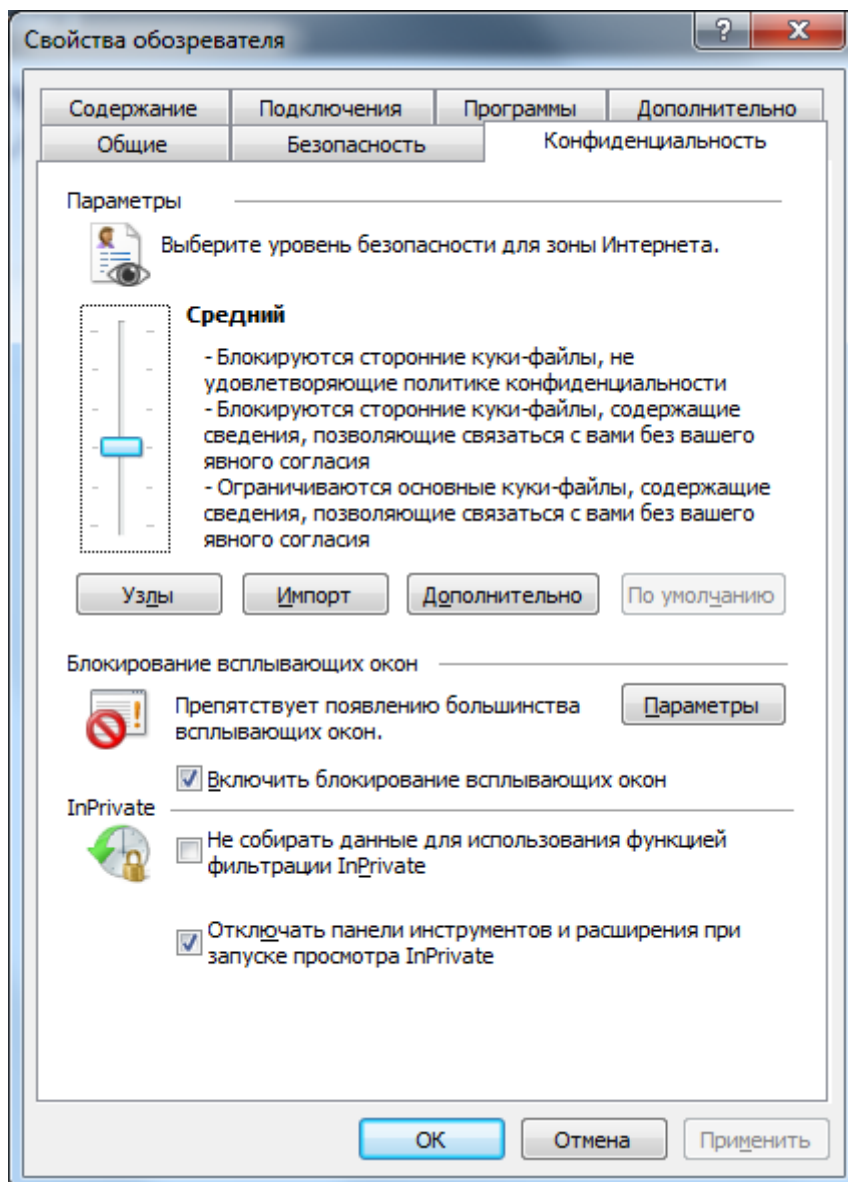 Свойства обозревателя
Содержание Подключения Программы Дополнительно
Общие Безопасность Конфиденциальность
Параметры
Выберите уровень безопасности для зоны Интернета.
Средний
- Блокируются сторонние куки-файлы, не
удовлетворяющие политике конфиденциальности
- Блокируются сторонние куки-файлы, содержащие
сведения, позволяющие связаться с вами без вашего
явного согласия
- Ограничиваются основные куки-файлы, содержащие
сведения, позволяющие связаться с вами без вашего
явного согласия
Узлы Импорт Дополнительно По умолчанию
Блокирование всплывающих окон
Препятствует появлению большинства
всплывающих окон.
Параметры
Включить блокирование всплывающих окон
InPrivate
Не собирать данные для использования функцией
фильтрации InPrivate
Отключать панели инструментов и расширения при
запуске просмотра InPrivate
ОК Отмена Применить